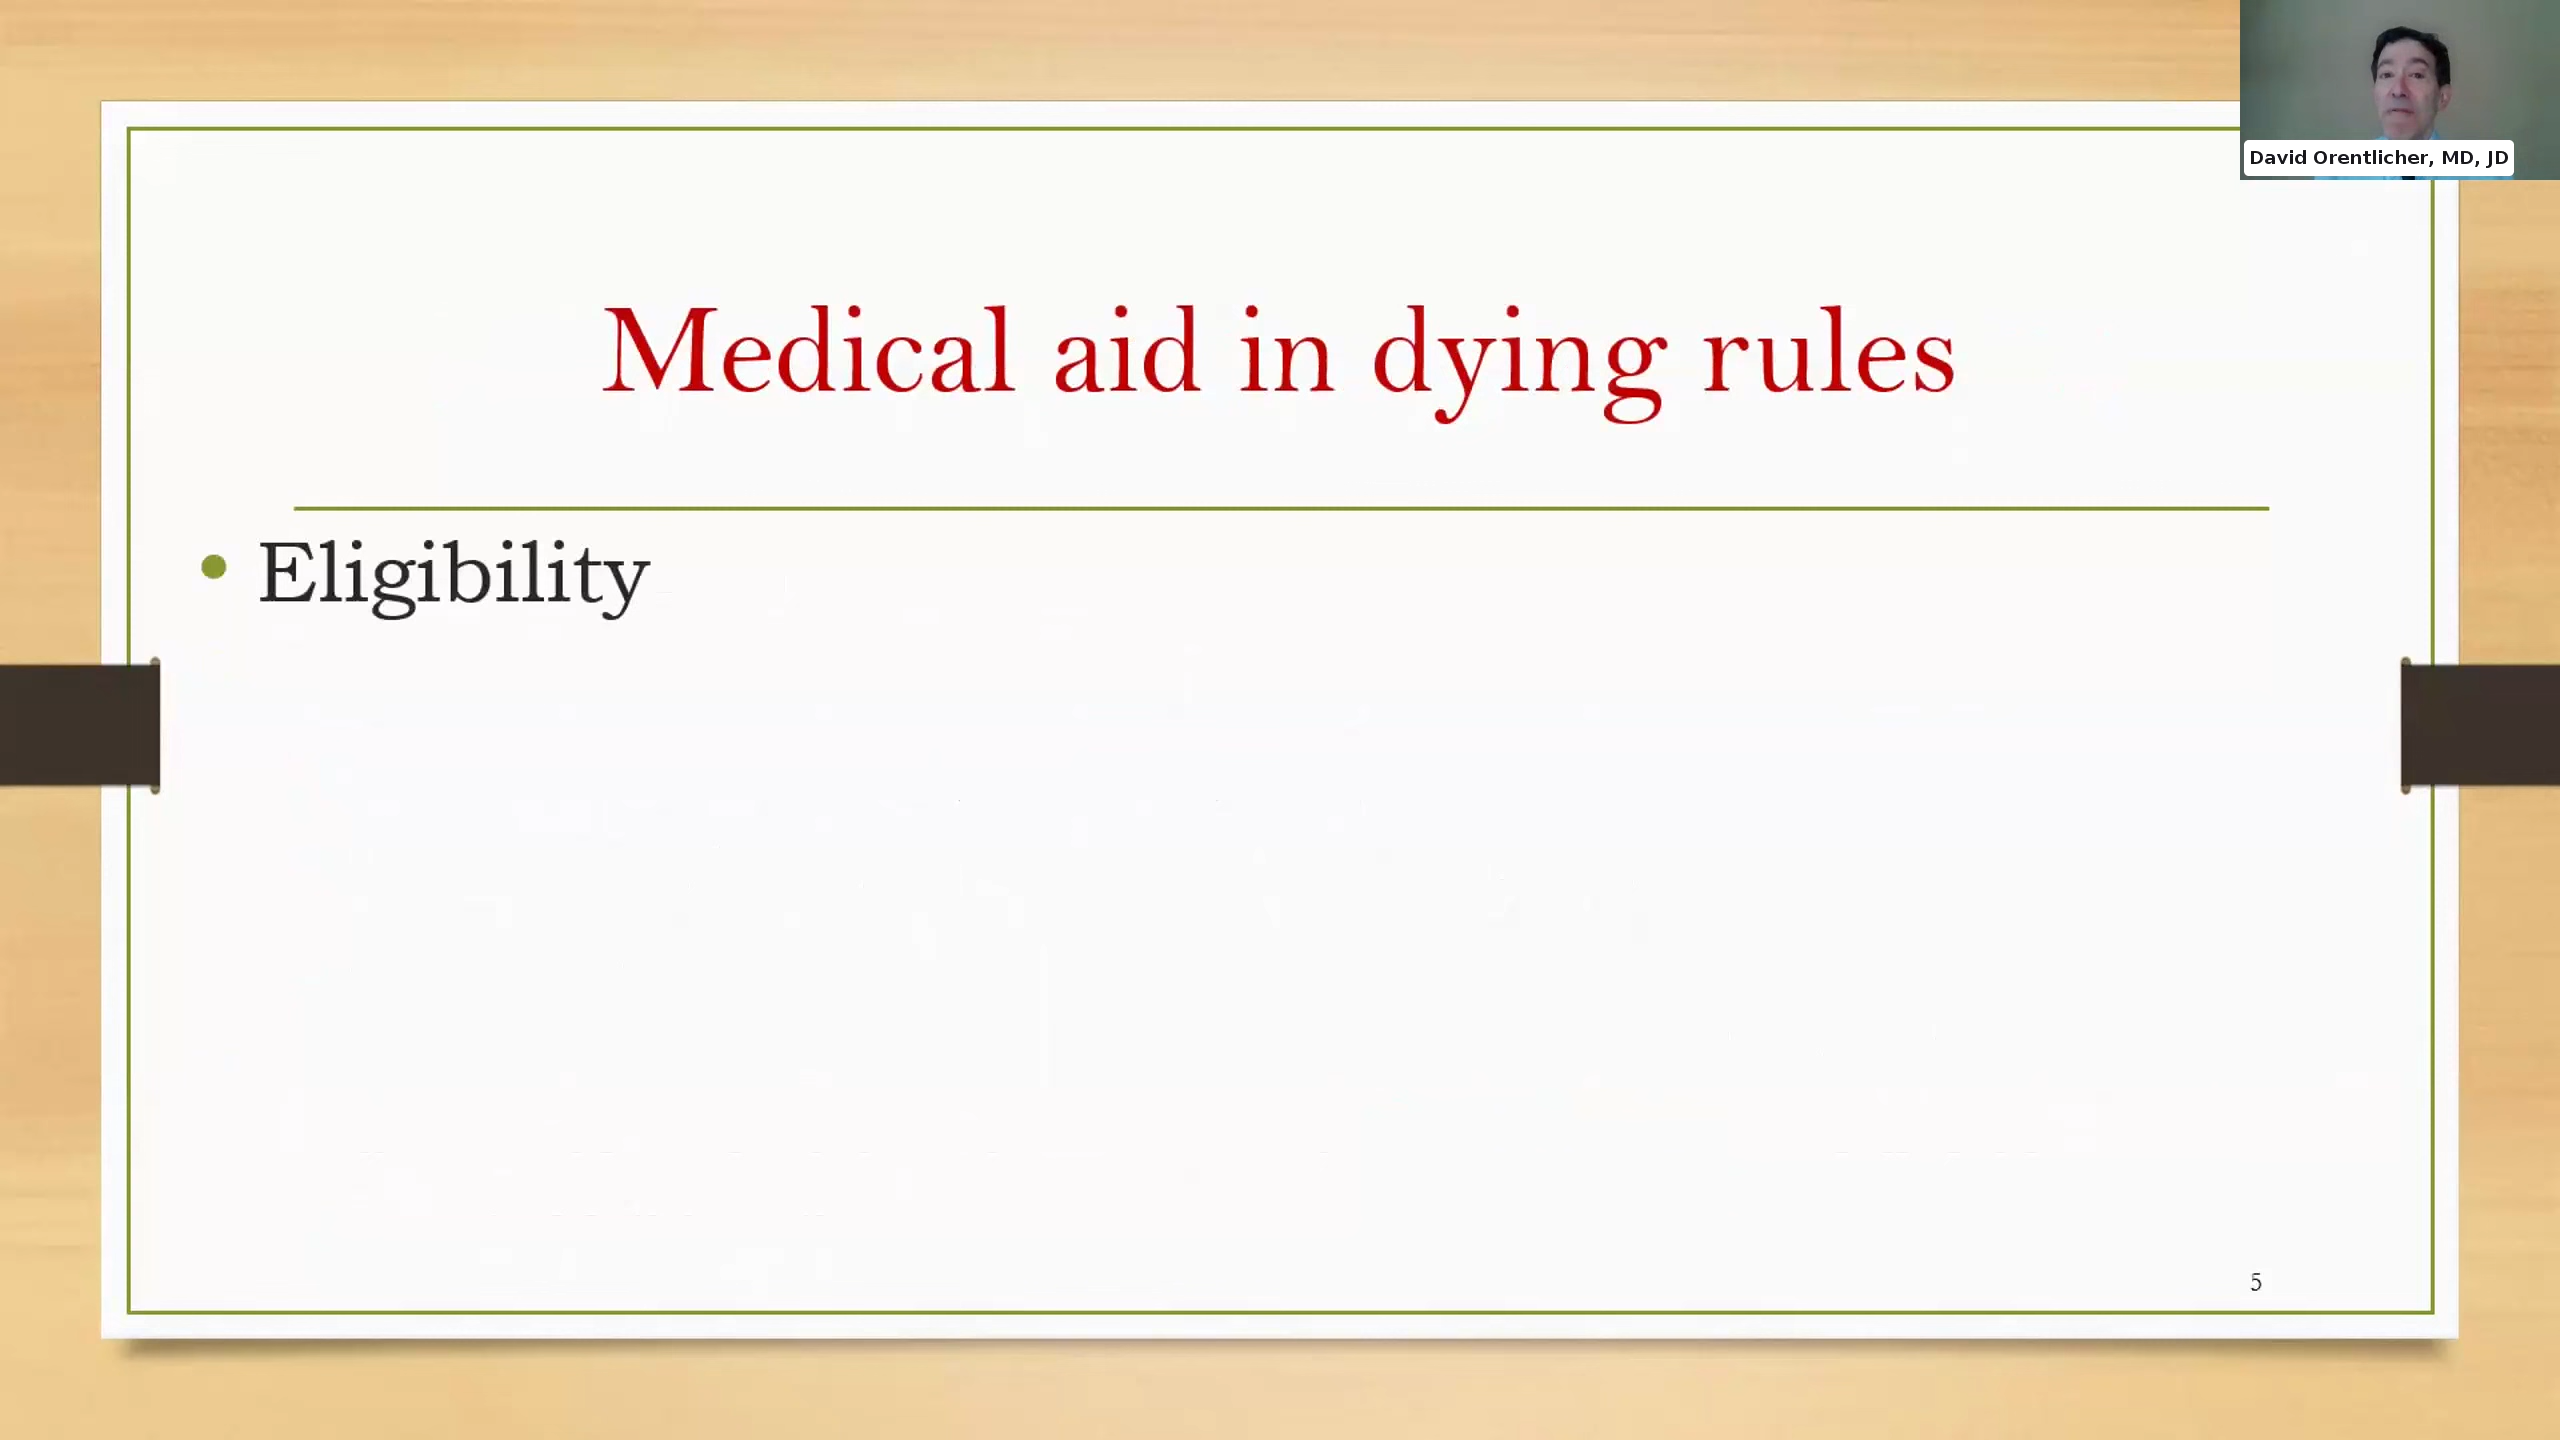 David Orentlicher, MD, JD
Medical aid in dying rules
• Eligibility
5